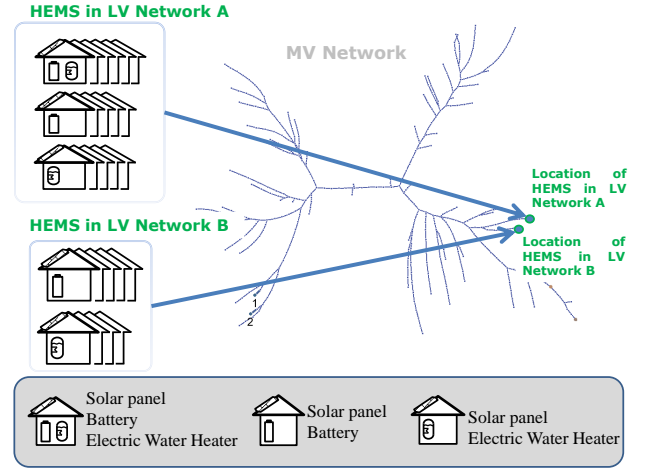 HEMS in LV Network A
MV Network
Location of
HEMS in LV
Network A
HEMS in LV Network B
Location of
HEMS in LV
Network B
1
2
Solar panel
Battery
Electric Water Heater
Solar panel
Battery
Solar panel
Electric Water Heater